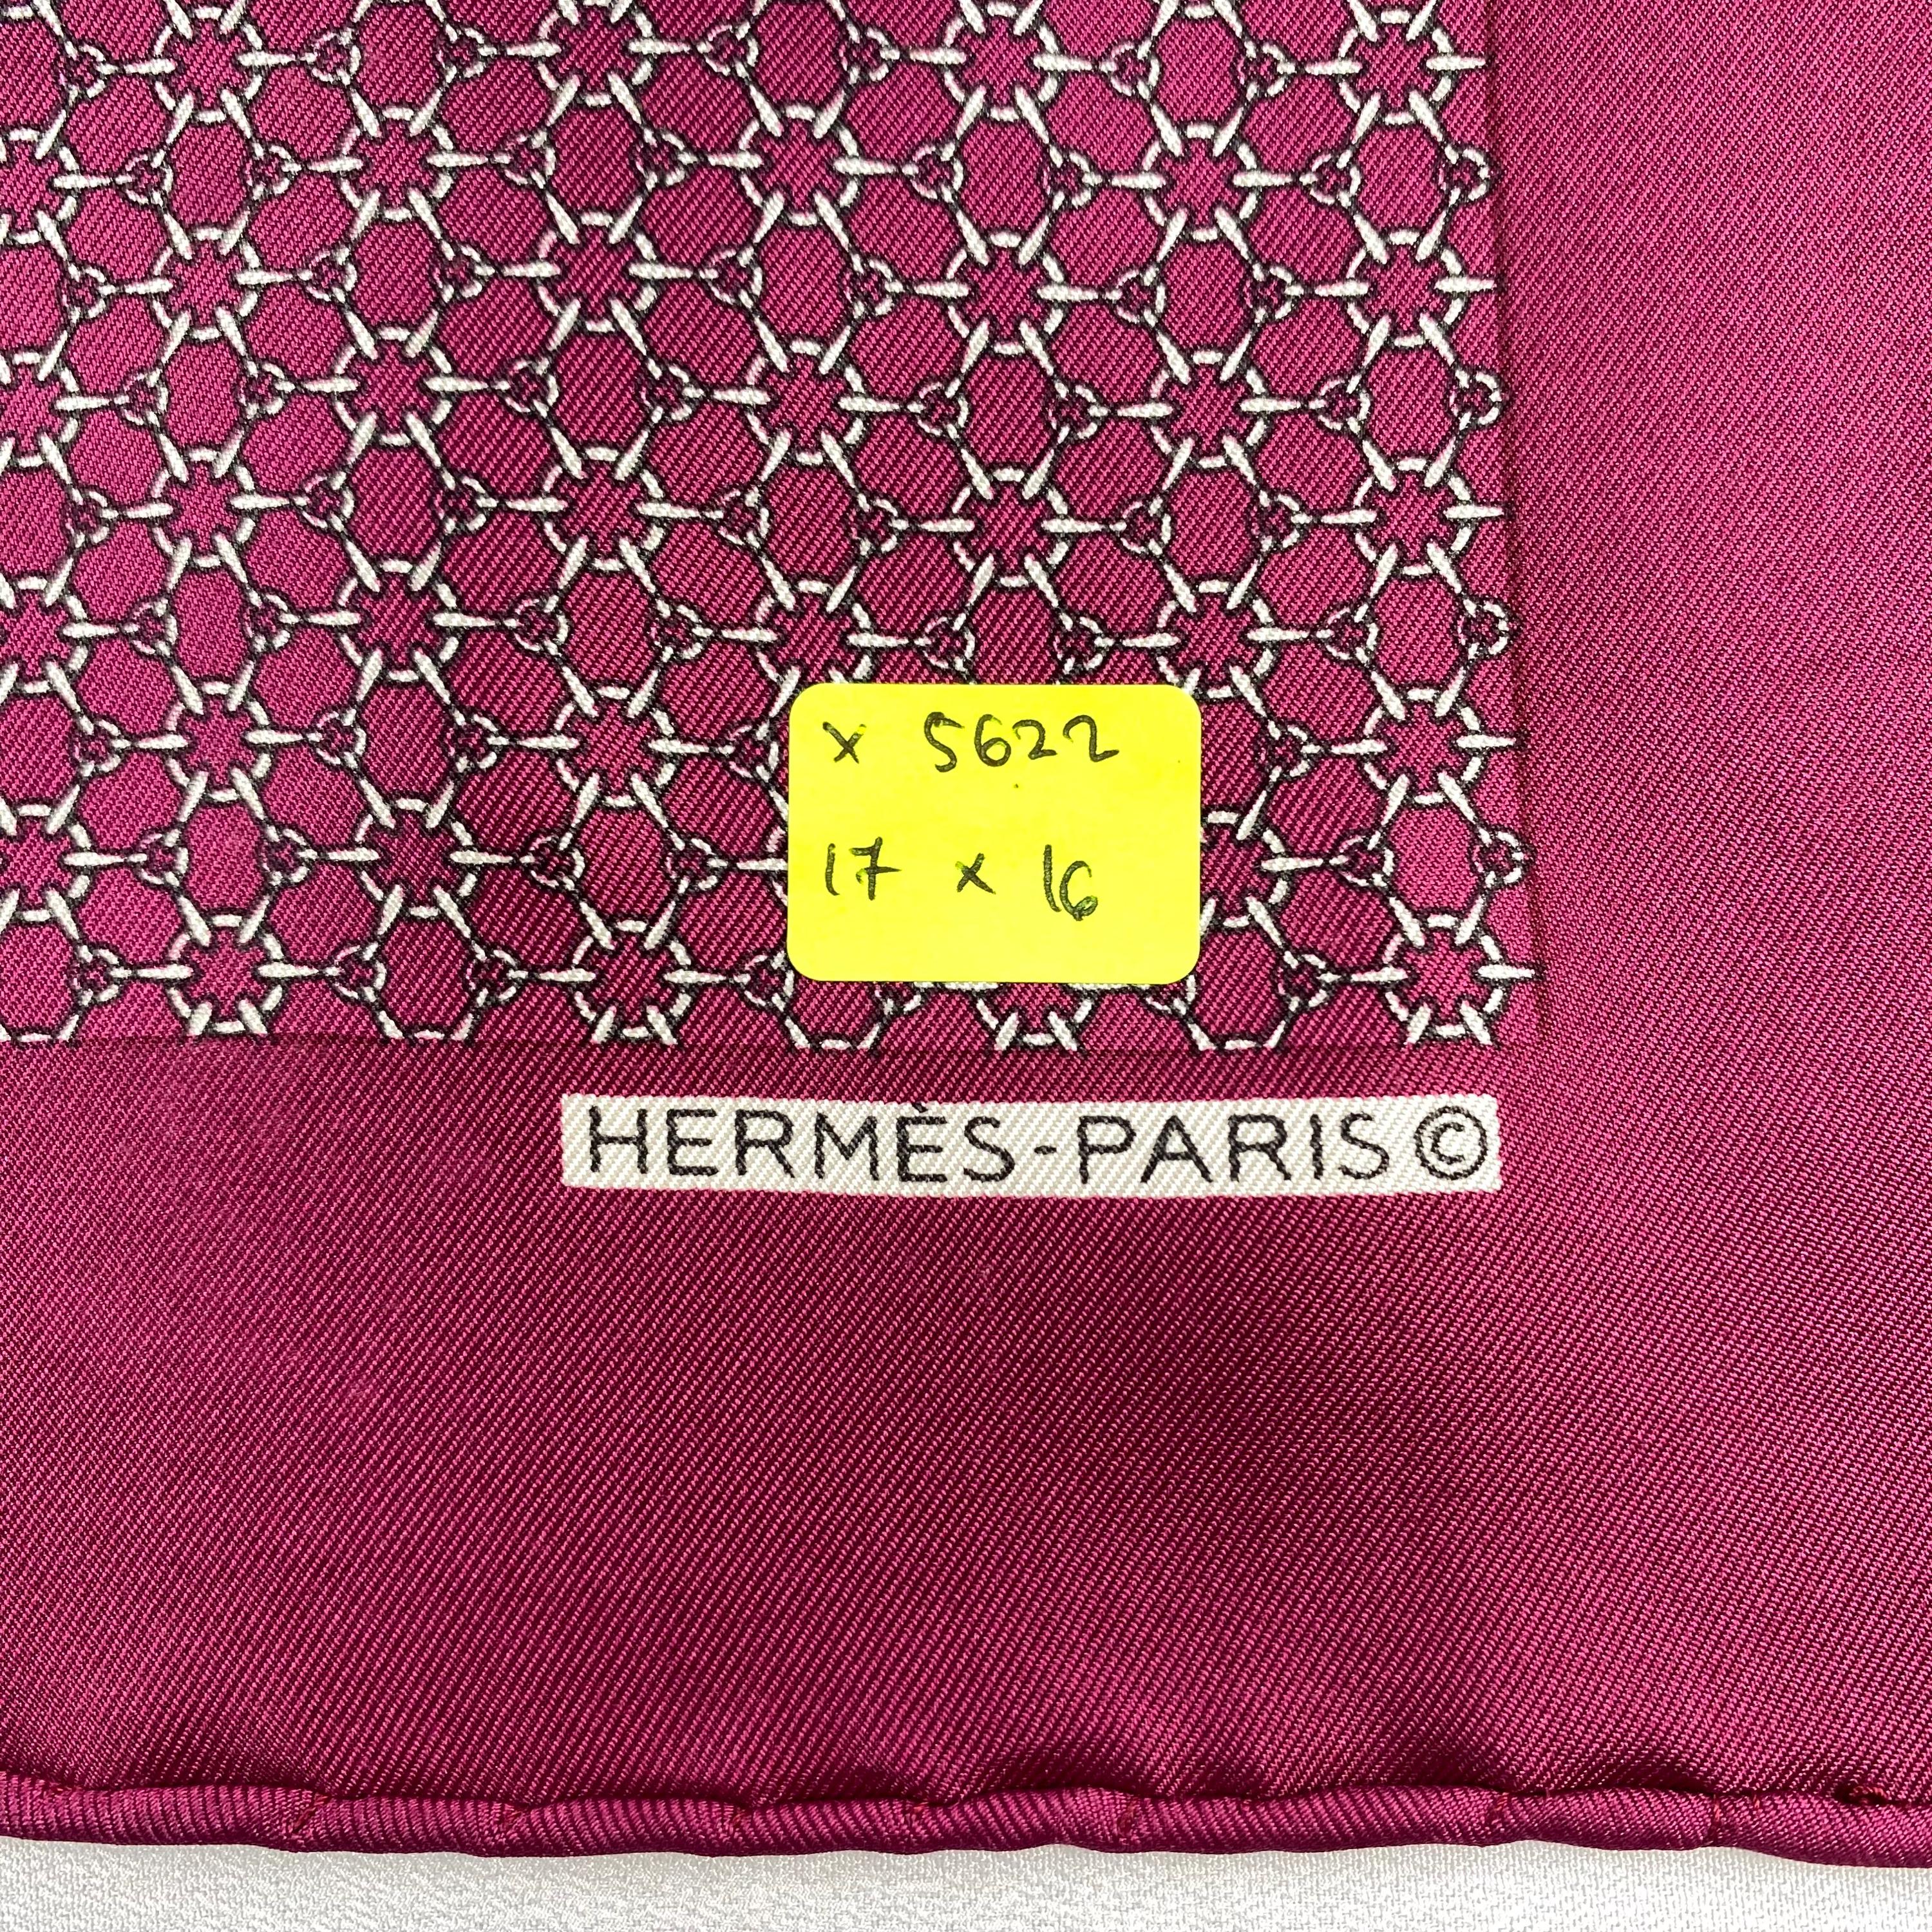 x 5622
17 x 16
HERMÈS-PARIS©